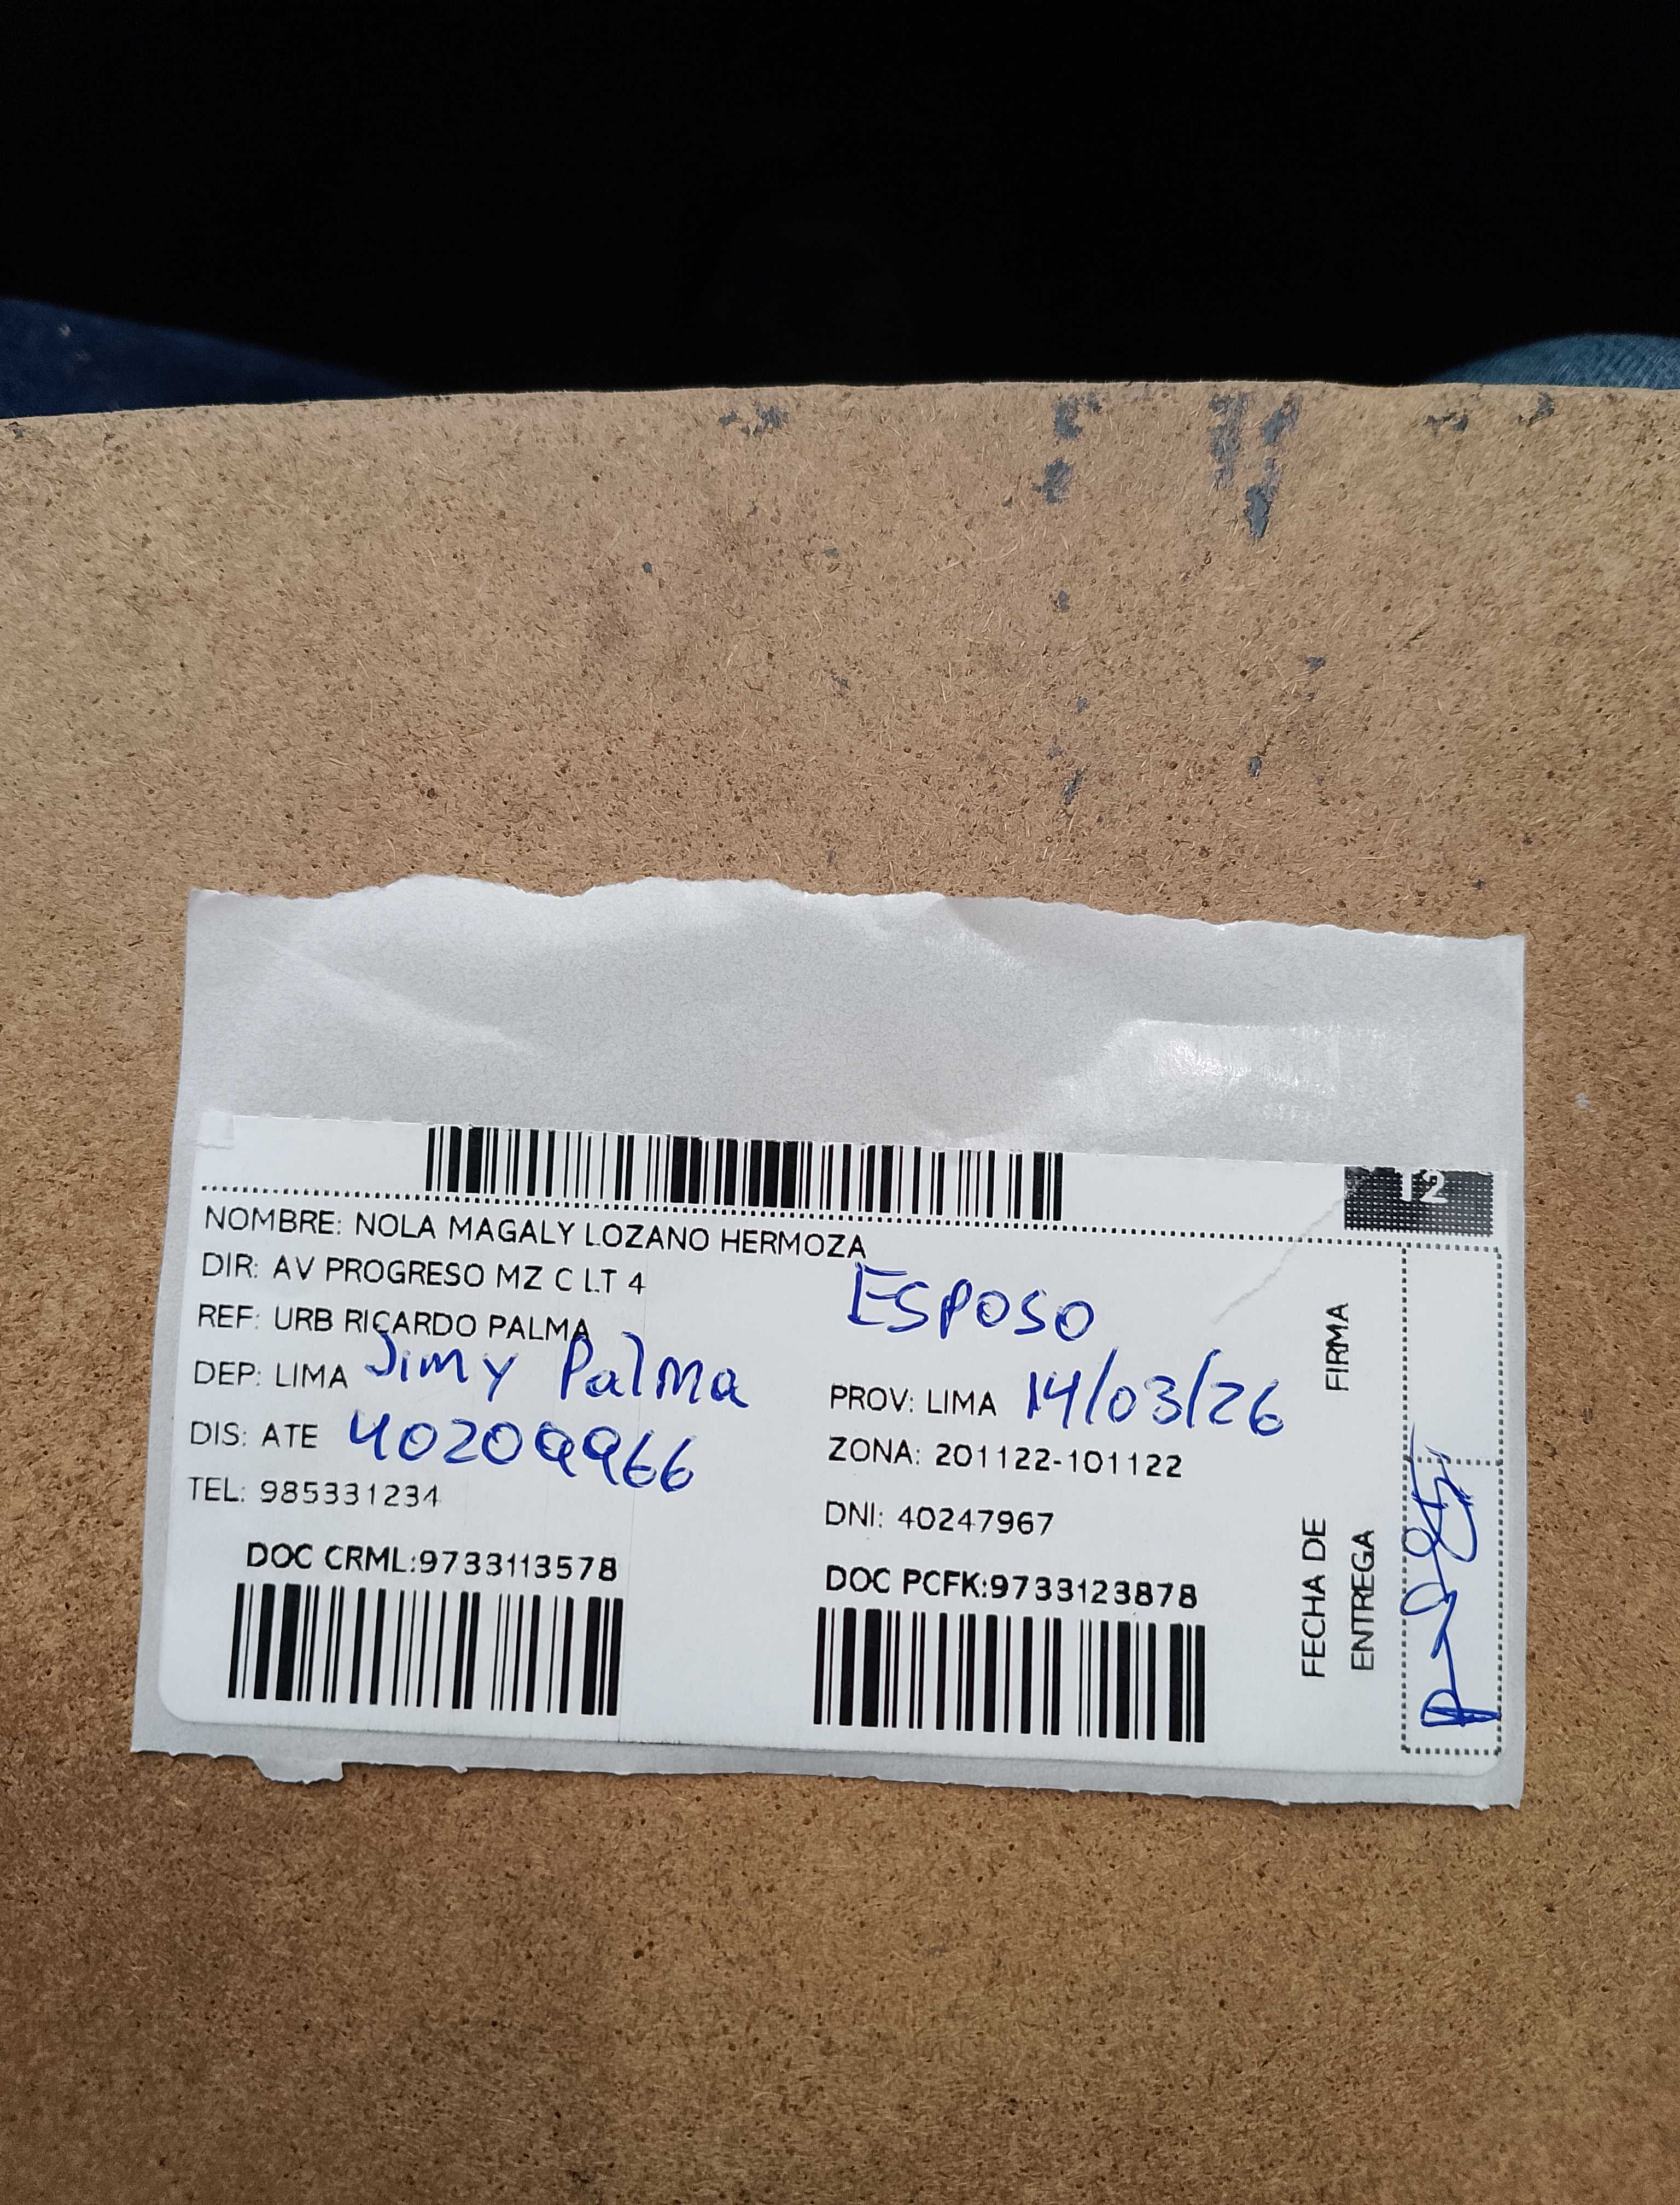 12
NOMBRE: NOLA MAGALY LOZANO HERMOZA
DIR: AV PROGRESO MZ C LT 4
ESPOSO
REF: URB RICARDO PALMA
FIRMA
DEP: LIMA Jimy Palma
PROV: LIMA 14/03/26
DIS: ATE 40209966
ZONA: 201122-101122
TEL: 985331234
DNI: 40247967
FECHA DE
ENTREGA
DOC CRML:9733113578
DOC PCFK:9733123878